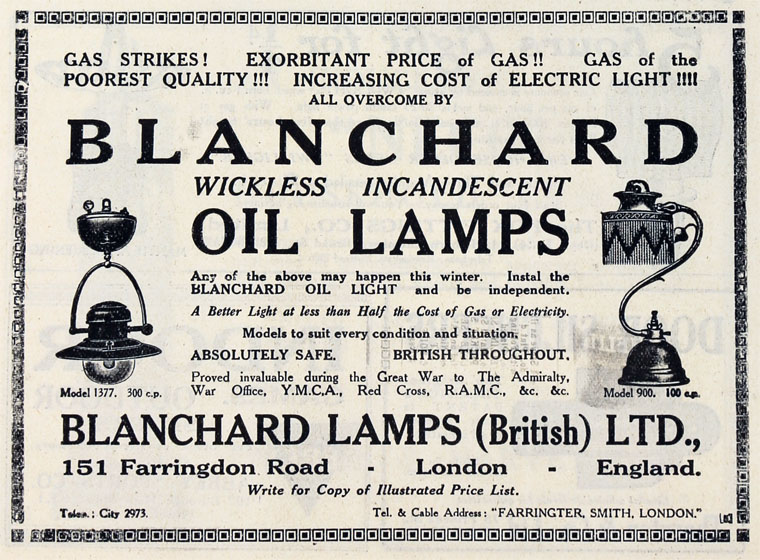 GAS STRIKES! EXORBITANT PRICE of GAS!! GAS of the
POOREST QUALITY!!! INCREASING COST of ELECTRIC LIGHT!!!!
ALL OVERCOME BY
BLANCHARD
WICKLESS INCANDESCENT
OIL LAMPS
Any of the above may happen this winter. Instal the
BLANCHARD OIL LIGHT and be independent.
A Better Light at less than Half the Cost of Gas or Electricity.
Models to suit every condition and situation.
ABSOLUTELY SAFE. BRITISH THROUGHOUT.
Proved invaluable during the Great War to The Admiralty,
War Office, Y.M.C.A., Red Cross, R.A.M.C., &c. &c.
Model 1377. 300 c.p.
Model 900. 100 c.p.
BLANCHARD LAMPS (British) LTD.,
151 Farringdon Road - London - England.
Write for Copy of Illustrated Price List.
Telen.: City 2973. Tel. & Cable Address: "FARRINGTER, SMITH, LONDON."